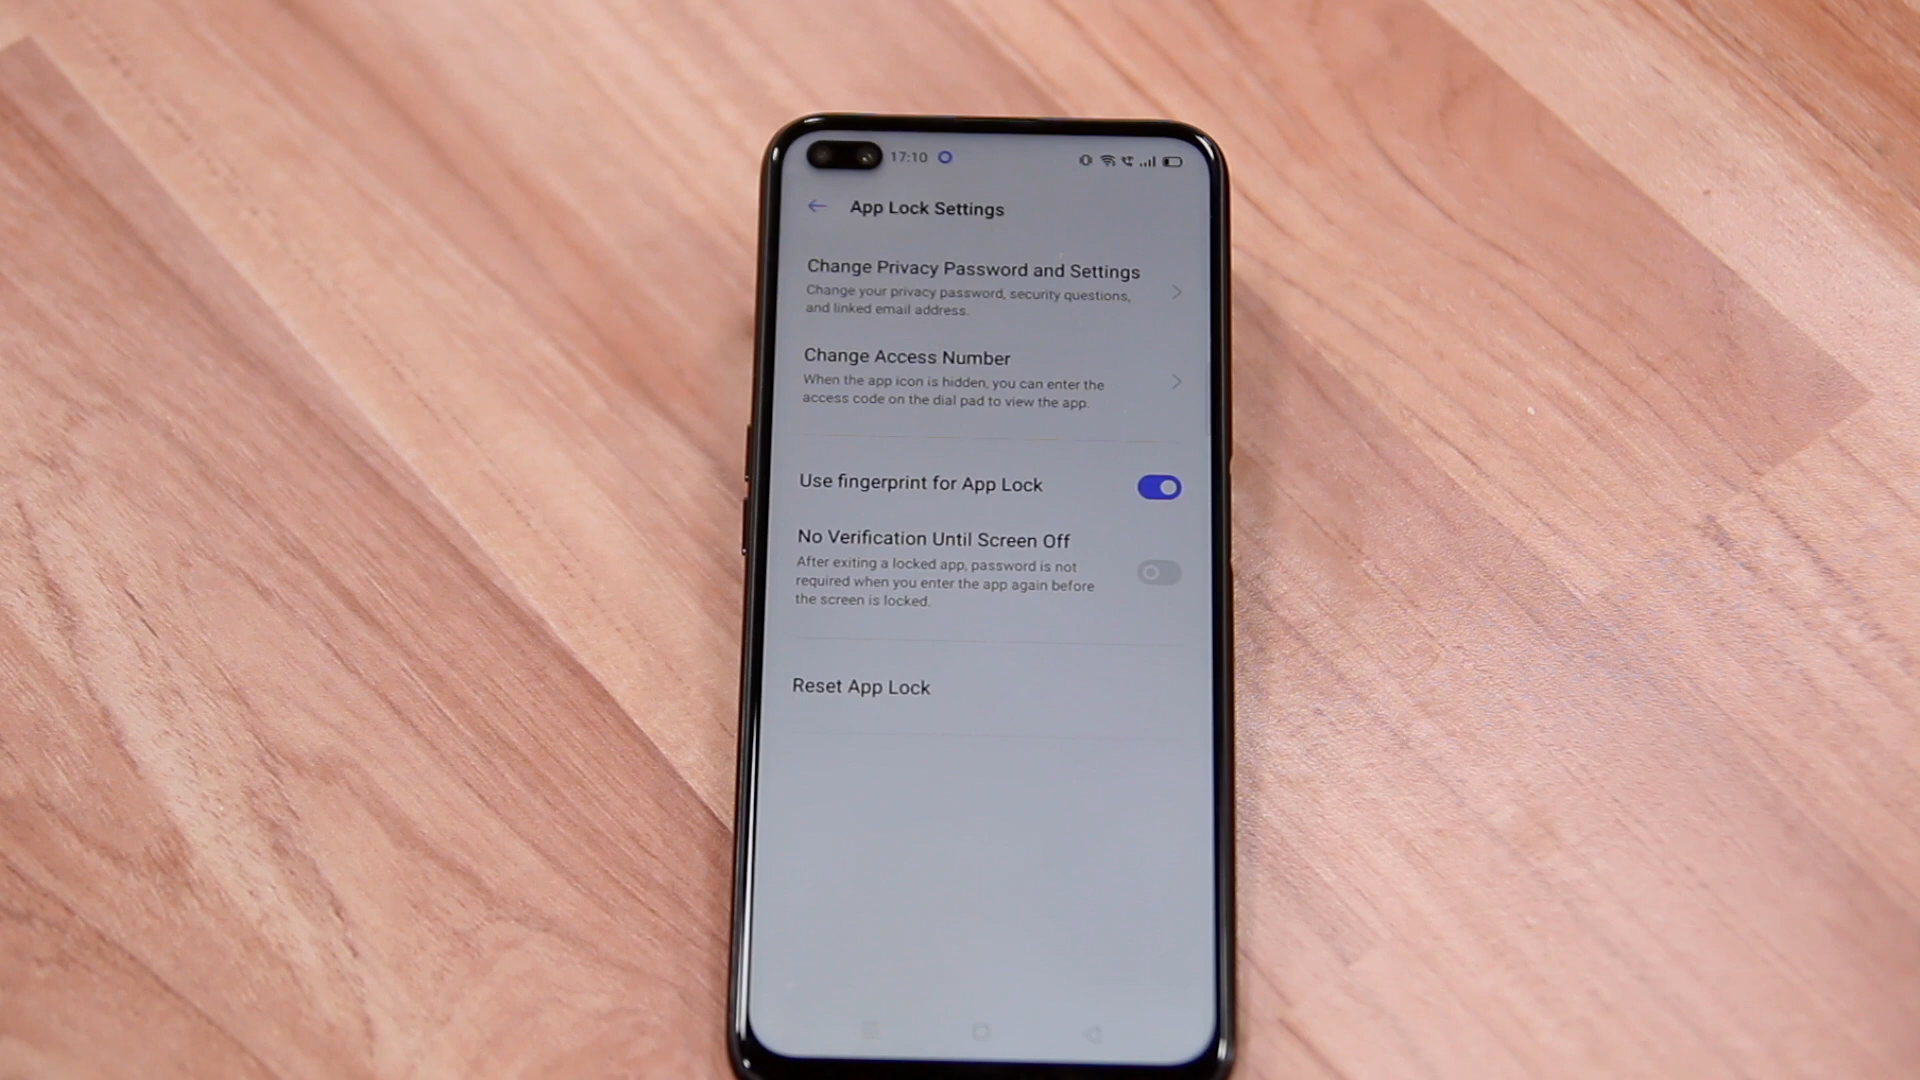 17:10
App Lock Settings
Change Privacy Password and Settings
Change your privacy password, security questions,
and linked email address.
Change Access Number
When the app icon is hidden, you can enter the
access code on the dial pad to view the app.
Use fingerprint for App Lock
No Verification Until Screen Off
After exiting a locked app, password is not
required when you enter the app again before
the screen is locked.
Reset App Lock